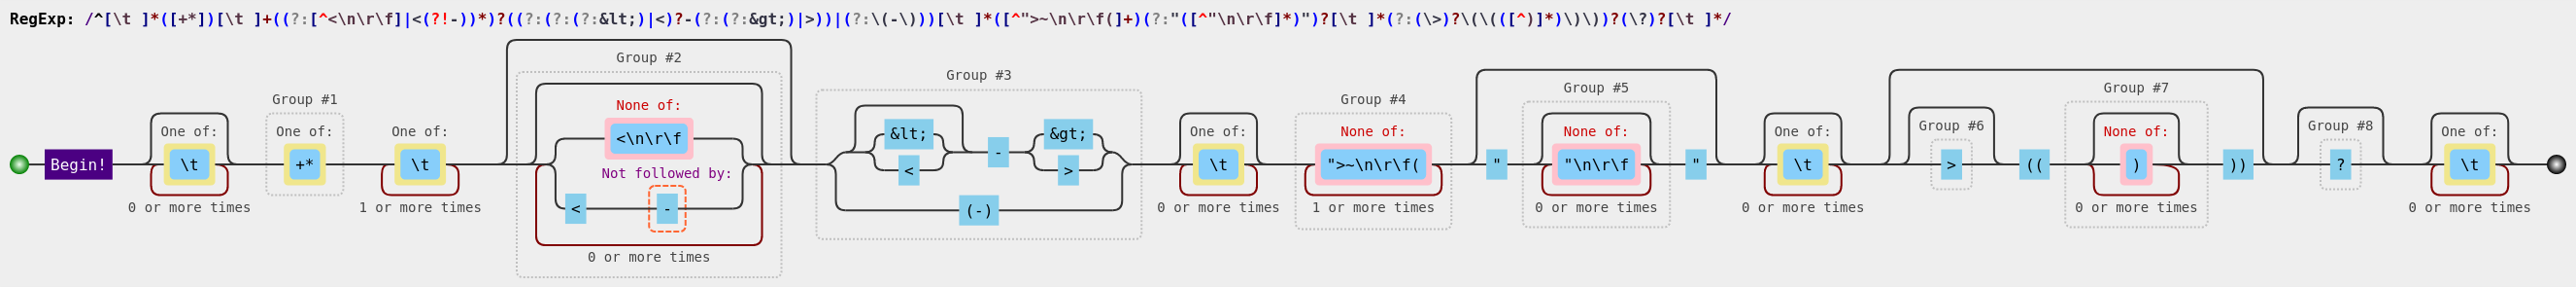 RegExp: /^[\t ]*([+*])[\t ]+((?:[^<\n\r\f]|<(?!-))*)?((?:(?:(?:&lt;)|<)?-(?:(?:&gt;)|>))|(?:\(-\)))[\t ]*([^">~\n\r\f(]+)(?:"([^"\n\r\f]*)")?[\t ]*(?:(\>)?\(\(([^)]*)\)\))?(\?)?[\t ]*/
Group #2
Group #3
Group #5
Group #7
Group #1
Group #4
None of:
One of:
One of:
One of:
One of:
None of:
None of:
One of:
Group #6
None of:
Group #8
One of:
Begin!
\t
+*
\t
<\n\r\f
Not followed by:
<
-
&lt;
<
-
&gt;
>
(-)
\t
">~\n\r\f(
"
"\n\r\f
"
\t
>
((
)
))
?
\t
0 or more times
1 or more times
0 or more times
0 or more times
1 or more times
0 or more times
0 or more times
0 or more times
0 or more times